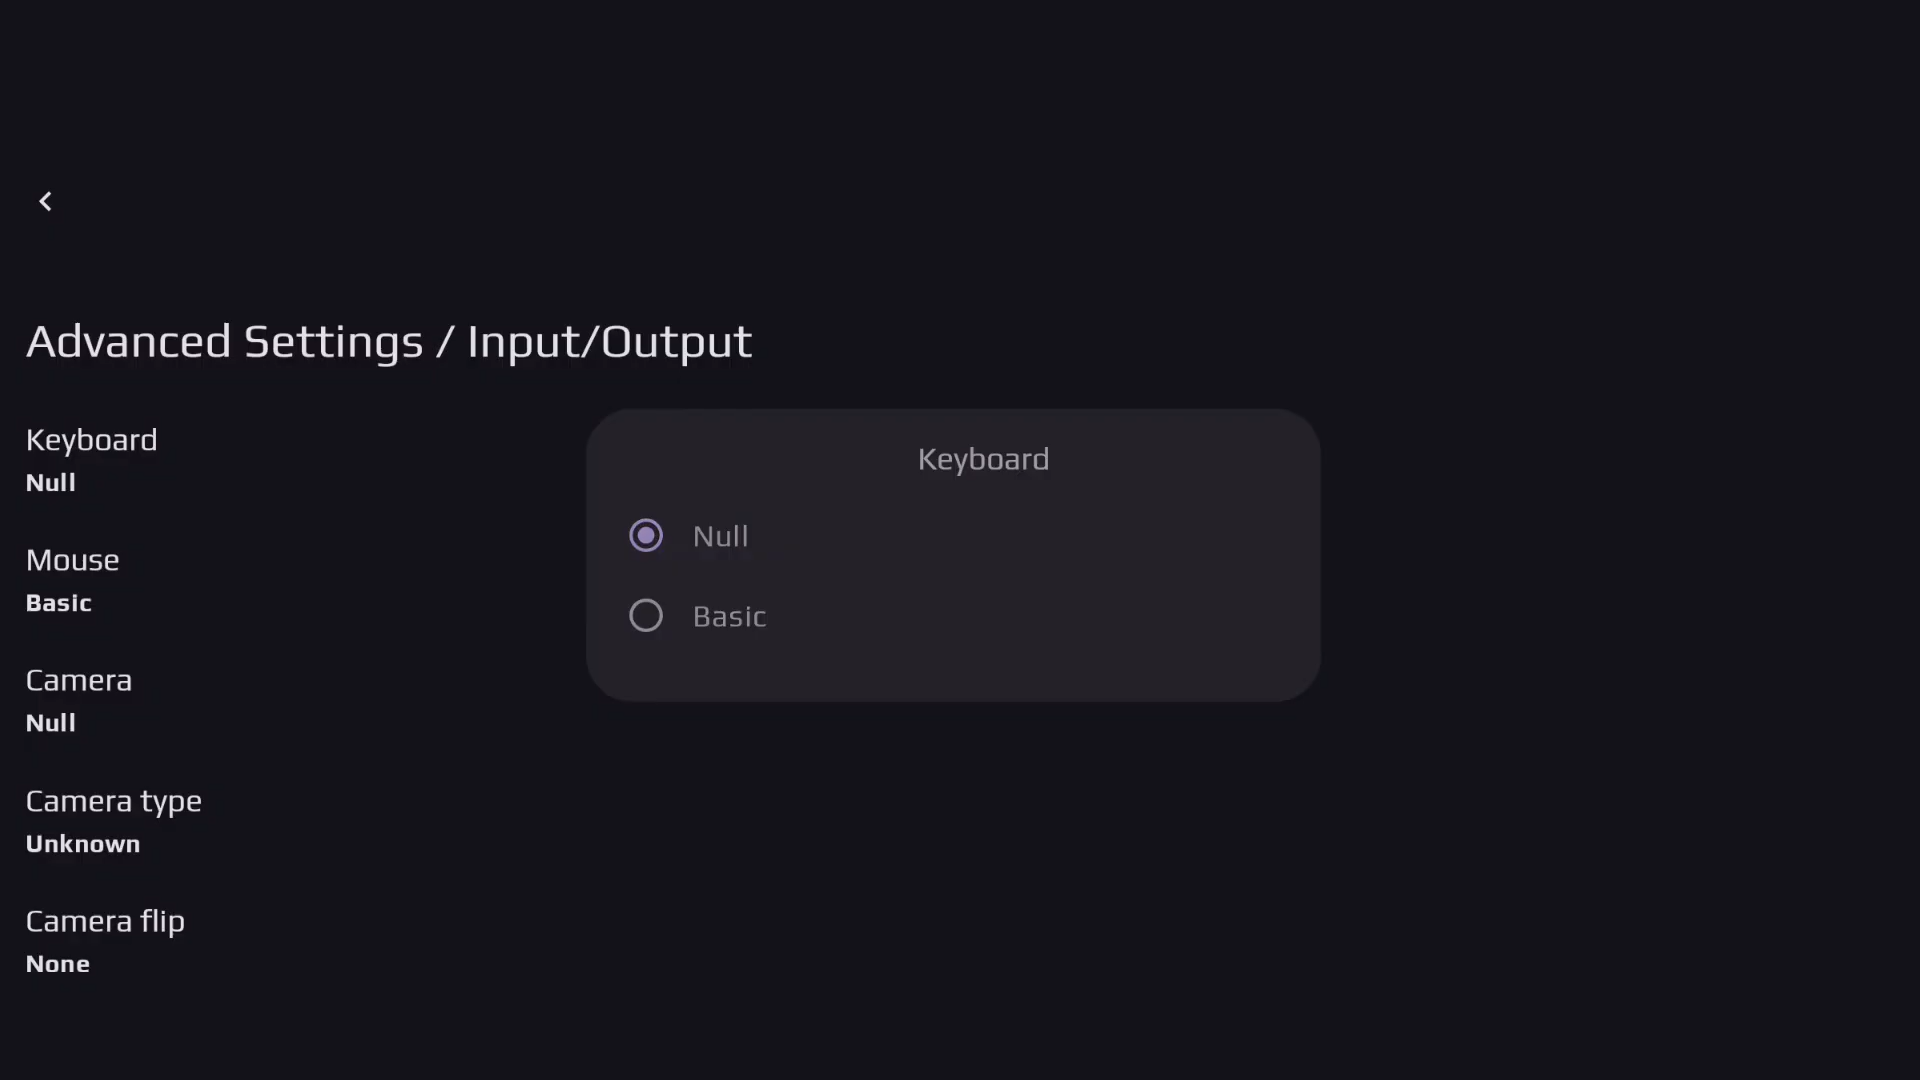 Advanced Settings / Input/Output
Keyboard
Null
Mouse
Basic
Camera
Null
Camera type
Unknown
Camera flip
None
Keyboard
Null
Basic